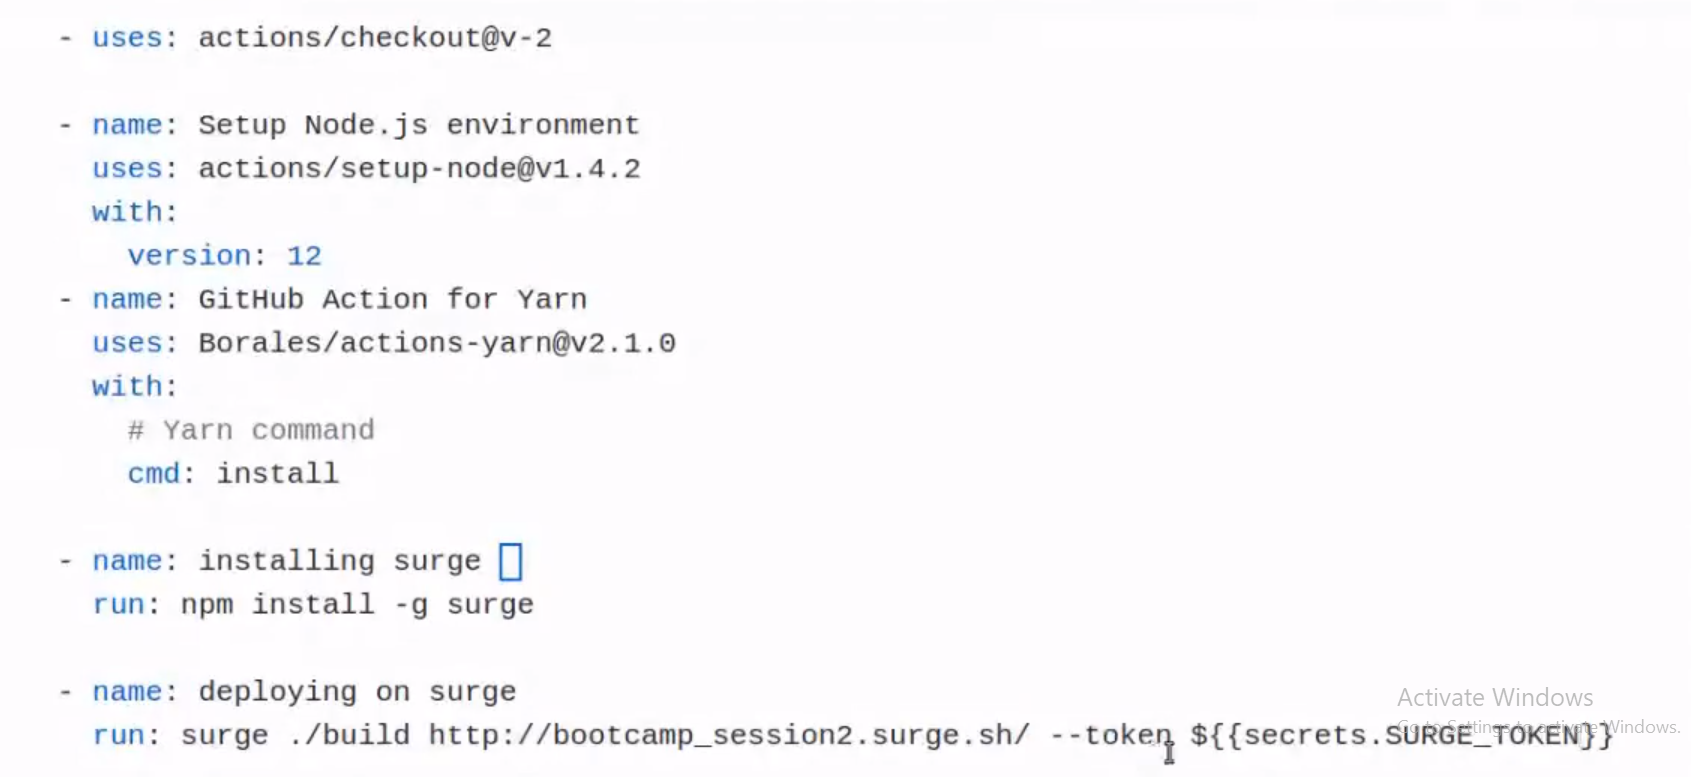 - uses: actions/checkout@v-2
- name: Setup Node.js environment
uses: actions/setup-node@v1.4.2
with:
version: 12
- name: GitHub Action for Yarn
uses: Borales/actions-yarn@v2.1.0
with:
# Yarn command
cmd: install
- name: installing surge
run: npm install -g surge
- name: deploying on surge
run: surge ./build http://bootcamp_session2.surge.sh/ --token ${{secrets.SURGE_TOKEN}}
Activate Windows
Go to Settings to activate Windows.